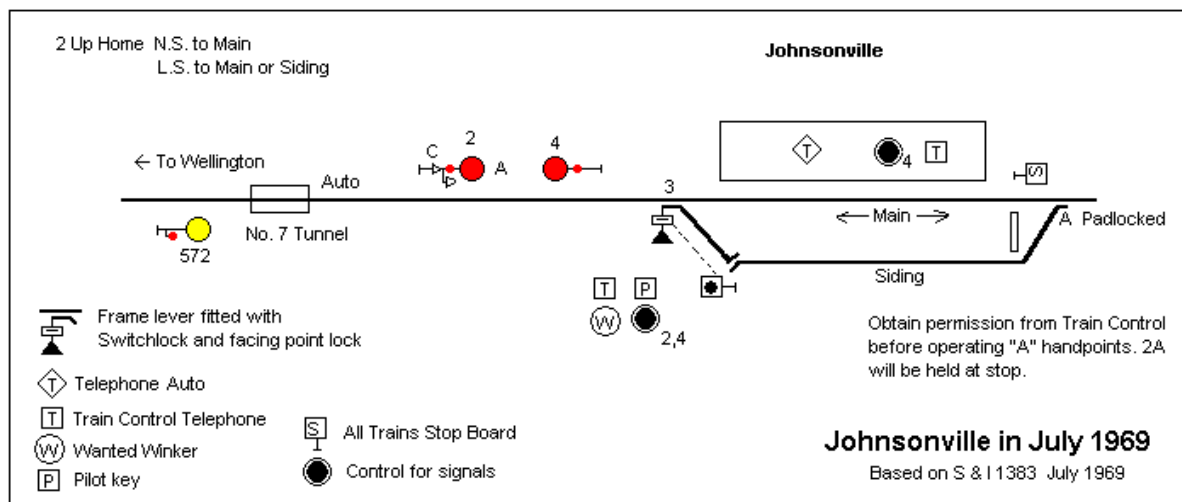 2 Up Home N.S. to Main
L.S. to Main or Siding
Johnsonville
← To Wellington
Auto
No. 7 Tunnel
572
C
2
A
4
T
4
T
S
3
← Main →
A Padlocked
Siding
T
P
W
2,4
Frame lever fitted with
Switchlock and facing point lock
T Telephone Auto
T Train Control Telephone
W Wanted Winker
P Pilot key
S All Trains Stop Board
Control for signals
Obtain permission from Train Control
before operating "A" handpoints. 2A
will be held at stop.
Johnsonville in July 1969
Based on S & I 1383 July 1969